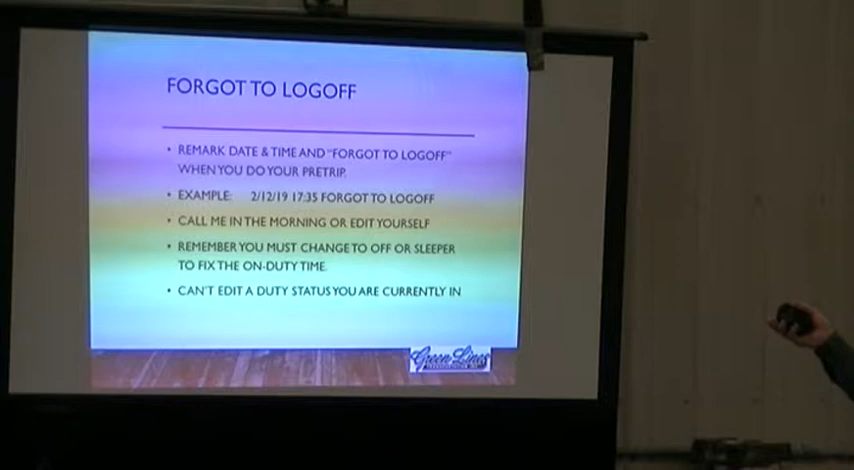 FORGOT TO LOGOFF
• REMARK DATE & TIME AND "FORGOT TO LOGOFF"
WHEN YOU DO YOUR PRETRIP.
• EXAMPLE: 2/12/19 17:35 FORGOT TO LOGOFF
• CALL ME IN THE MORNING OR EDIT YOURSELF
• REMEMBER YOU MUST CHANGE TO OFF OR SLEEPER
TO FIX THE ON-DUTY TIME.
• CAN'T EDIT A DUTY STATUS YOU ARE CURRENTLY IN
Green Lines